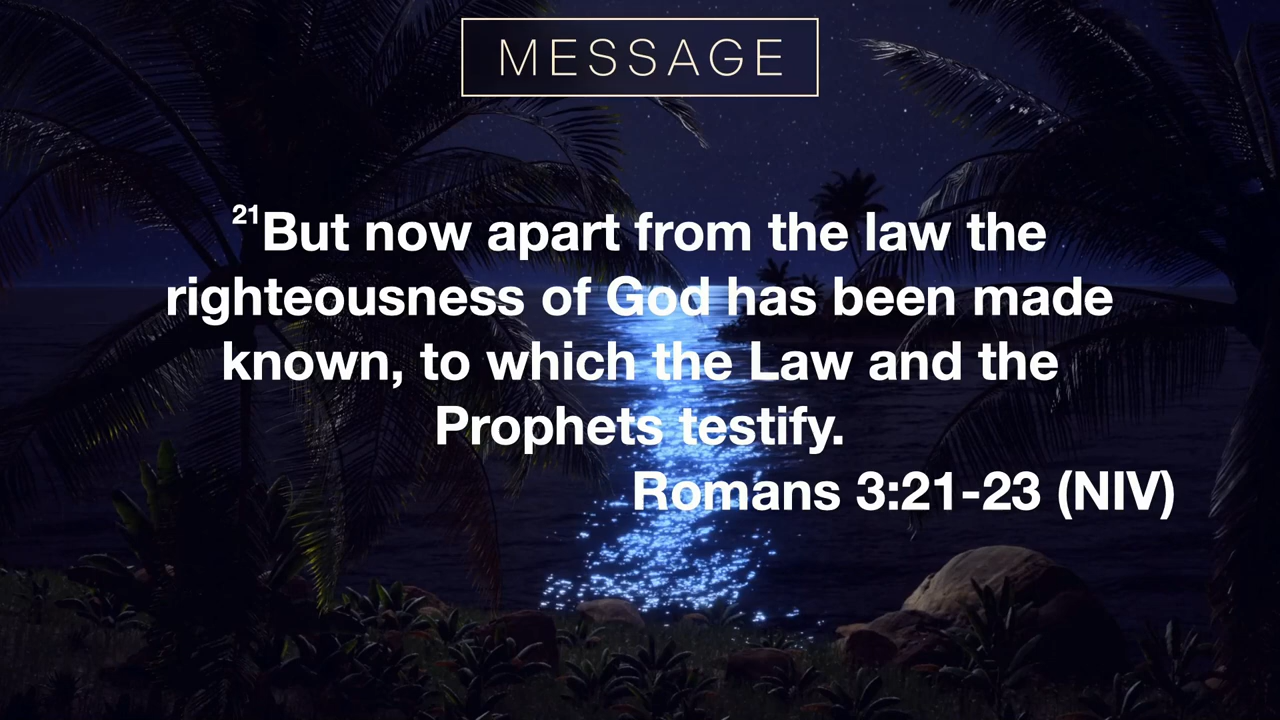 MESSAGE
21But now apart from the law the
righteousness of God has been made
known, to which the Law and the
Prophets testify.
Romans 3:21-23 (NIV)